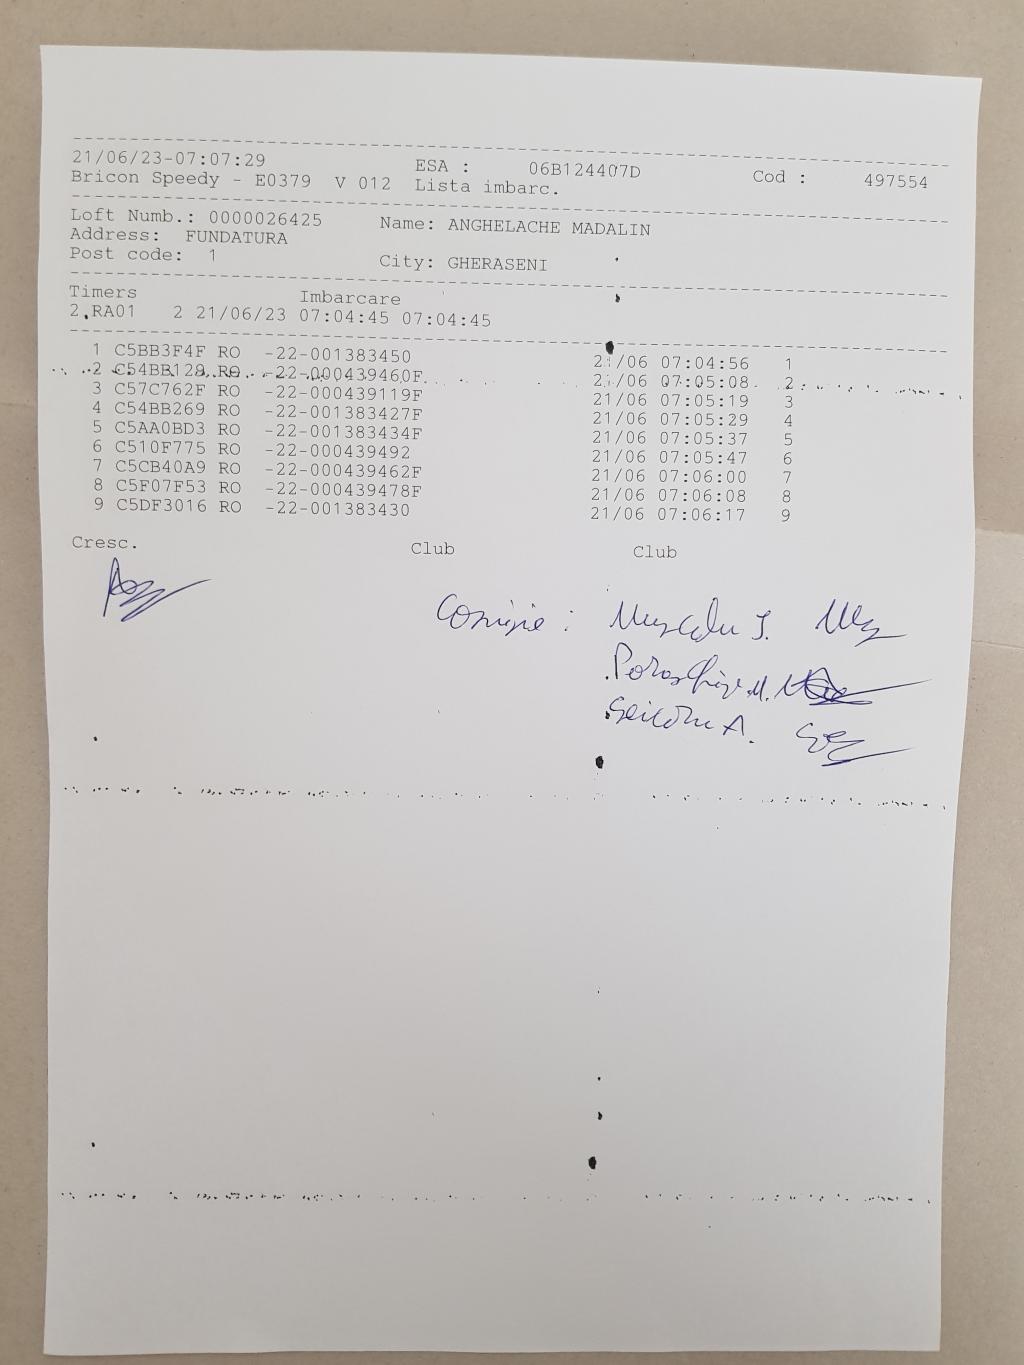 21/06/23-07:07:29 ESA : 06B124407D Cod : 497554
Bricon Speedy - E0379 V 012 Lista imbarc.
Loft Numb.: 0000026425 Name: ANGHELACHE MADALIN
Address: FUNDATURA
Post code: 1 City: GHERASENI
Timers Imbarcare
2,RA01 2 21/06/23 07:04:45 07:04:45
1 C5BB3F4F RO -22-001383450 21/06 07:04:56 1
2 C54BB128 RO -22-000439460F 21/06 07:05:08 2
3 C57C762F RO -22-000439119F 21/06 07:05:19 3
4 C54BB269 RO -22-001383427F 21/06 07:05:29 4
5 C5AA0BD3 RO -22-001383434F 21/06 07:05:37 5
6 C510F775 RO -22-000439492 21/06 07:05:47 6
7 C5CB40A9 RO -22-000439462F 21/06 07:06:00 7
8 C5F07F53 RO -22-000439478F 21/06 07:06:08 8
9 C5DF3016 RO -22-001383430 21/06 07:06:17 9
Cresc. Club Club